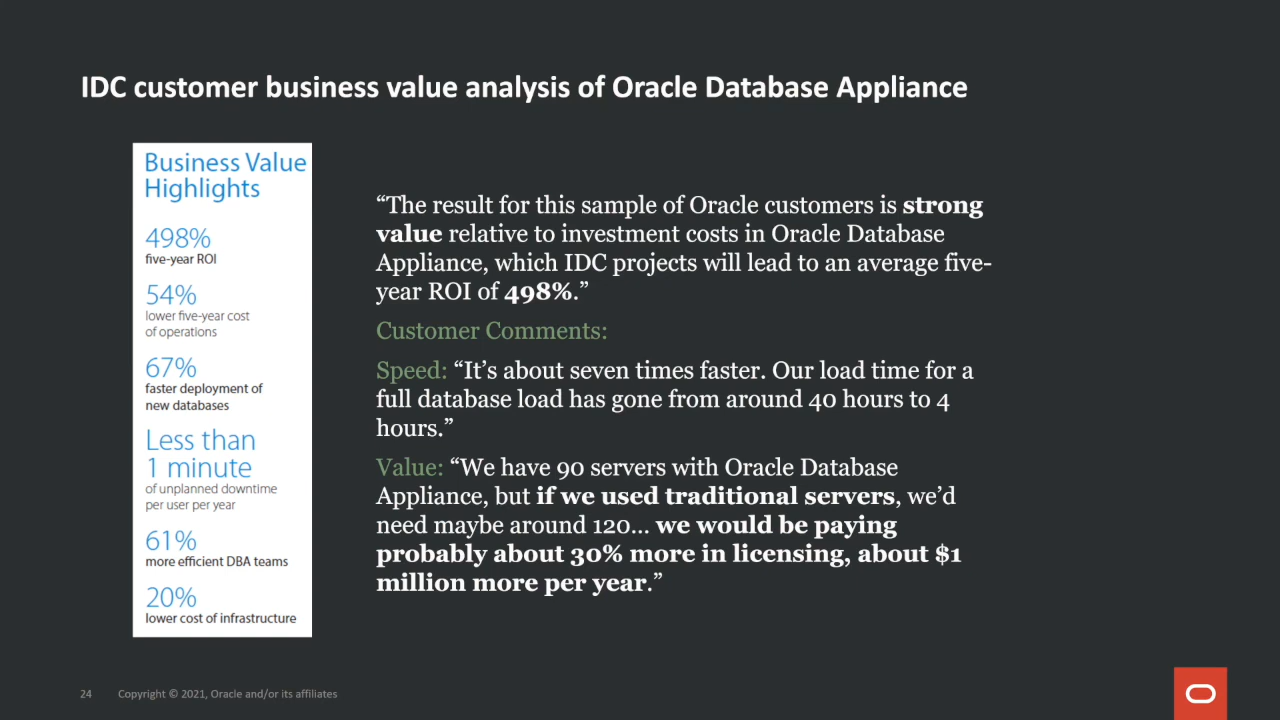 IDC customer business value analysis of Oracle Database Appliance
Business Value
Highlights
498%
five-year ROI
54%
lower five-year cost
of operations
67%
faster deployment of
new databases
Less than
1 minute
of unplanned downtime
per user per year
61%
more efficient DBA teams
20%
lower cost of infrastructure
“The result for this sample of Oracle customers is strong
value relative to investment costs in Oracle Database
Appliance, which IDC projects will lead to an average five-
year ROI of 498%.”
Customer Comments:
Speed: “It’s about seven times faster. Our load time for a
full database load has gone from around 40 hours to 4
hours.”
Value: “We have 90 servers with Oracle Database
Appliance, but if we used traditional servers, we’d
need maybe around 120… we would be paying
probably about 30% more in licensing, about $1
million more per year.”
24 Copyright © 2021, Oracle and/or its affiliates